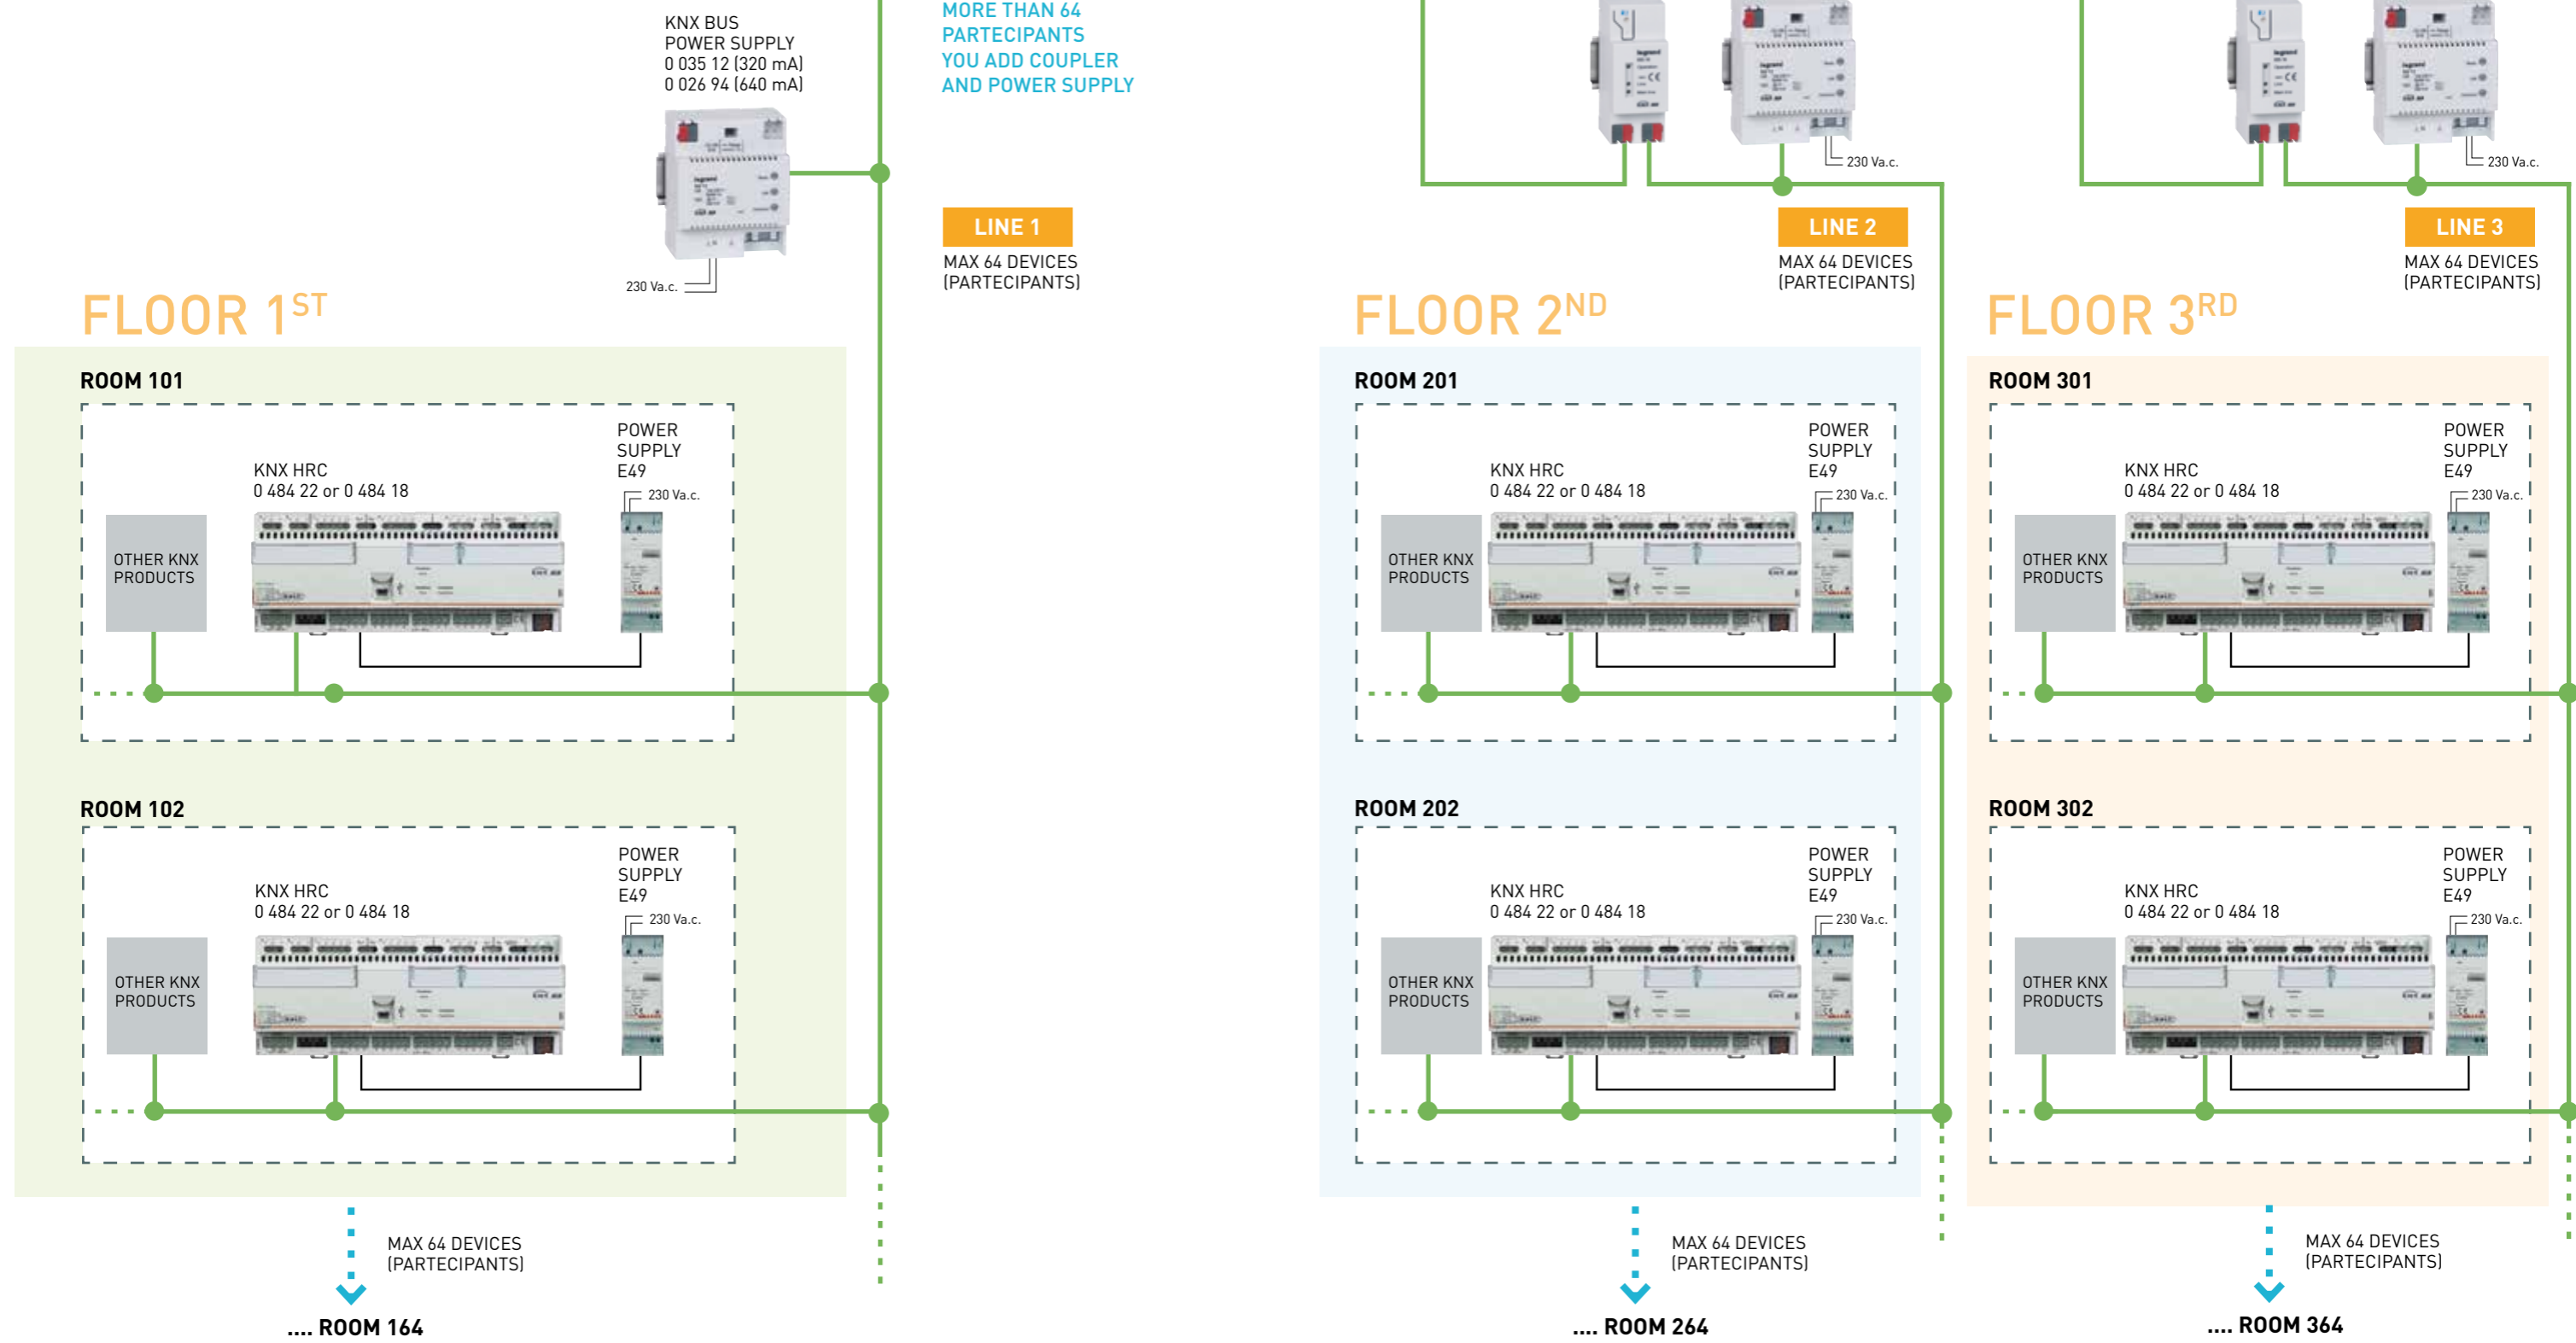 KNX BUS
POWER SUPPLY
0 035 12 (320 mA)
0 026 94 (640 mA)
230 Va.c.
MORE THAN 64
PARTECIPANTS
YOU ADD COUPLER
AND POWER SUPPLY
LINE 1
MAX 64 DEVICES
(PARTECIPANTS)
230 Va.c.
LINE 2
MAX 64 DEVICES
(PARTECIPANTS)
230 Va.c.
LINE 3
MAX 64 DEVICES
(PARTECIPANTS)
FLOOR 1ST
ROOM 101
OTHER KNX
PRODUCTS
KNX HRC
0 484 22 or 0 484 18
POWER
SUPPLY
E49
230 Va.c.
ROOM 102
OTHER KNX
PRODUCTS
KNX HRC
0 484 22 or 0 484 18
POWER
SUPPLY
E49
230 Va.c.
MAX 64 DEVICES
(PARTECIPANTS)
.... ROOM 164
FLOOR 2ND
ROOM 201
OTHER KNX
PRODUCTS
KNX HRC
0 484 22 or 0 484 18
POWER
SUPPLY
E49
230 Va.c.
ROOM 202
OTHER KNX
PRODUCTS
KNX HRC
0 484 22 or 0 484 18
POWER
SUPPLY
E49
230 Va.c.
MAX 64 DEVICES
(PARTECIPANTS)
.... ROOM 264
FLOOR 3RD
ROOM 301
OTHER KNX
PRODUCTS
KNX HRC
0 484 22 or 0 484 18
POWER
SUPPLY
E49
230 Va.c.
ROOM 302
OTHER KNX
PRODUCTS
KNX HRC
0 484 22 or 0 484 18
POWER
SUPPLY
E49
230 Va.c.
MAX 64 DEVICES
(PARTECIPANTS)
.... ROOM 364